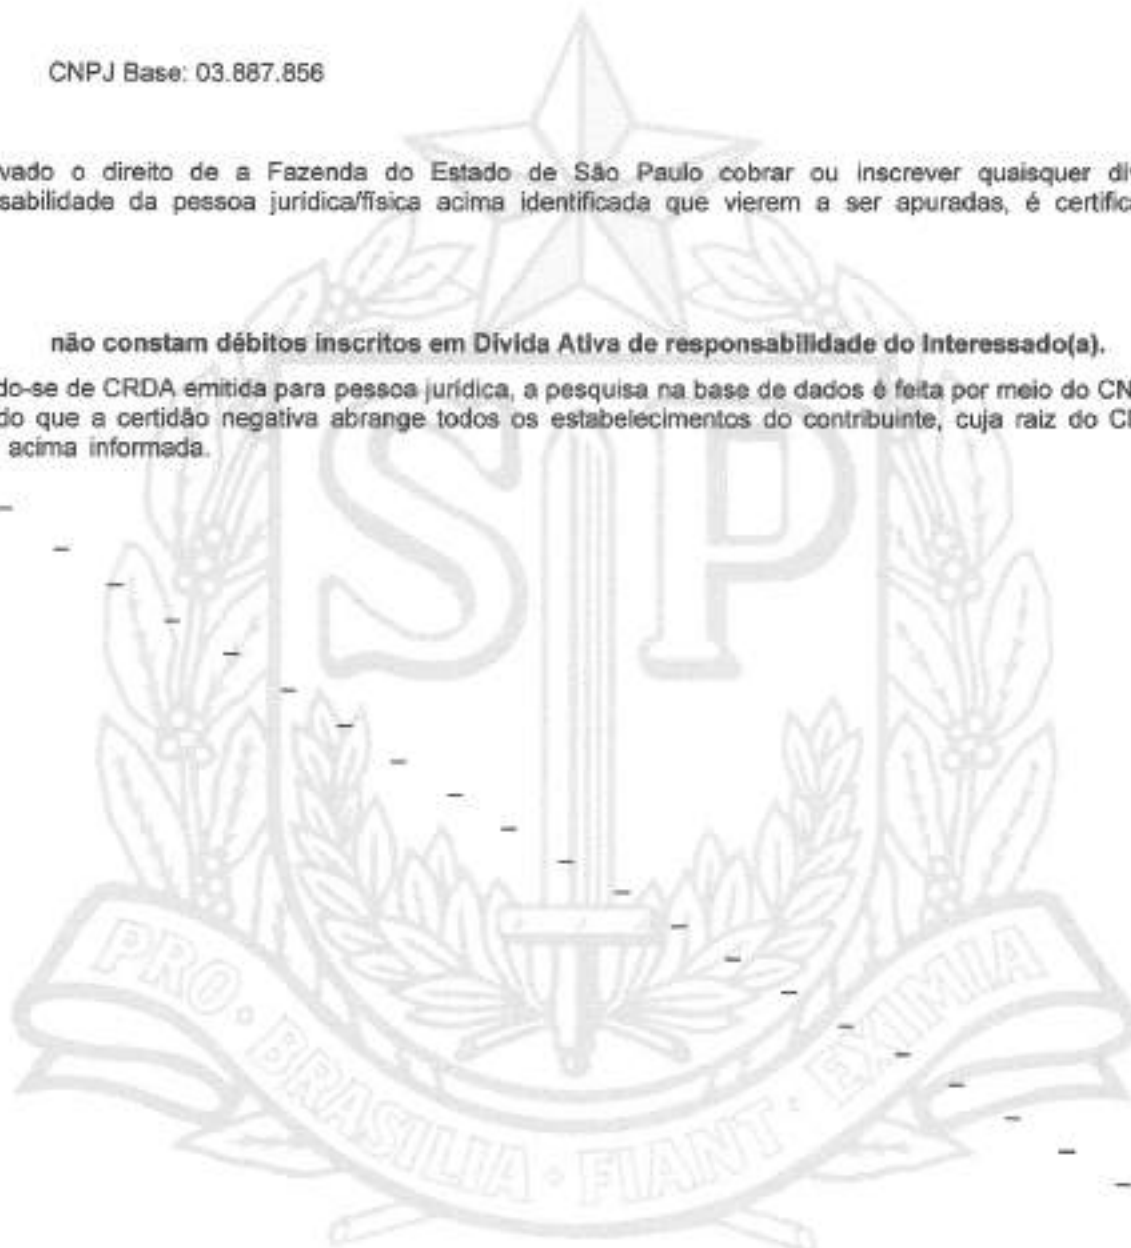 CNPJ Base: 03.887.856
vado o direito de a Fazenda do Estado de São Paulo cobrar ou inscrever quaisquer
sabilidade da pessoa jurídica/física acima identificada que vierem a ser apuradas, é
não constam débitos inscritos em Dívida Ativa de responsabilidade do Interessado(a).
do-se de CRDA emitida para pessoa jurídica, a pesquisa na base de dados é feita por meio do
do que a certidão negativa abrange todos os estabelecimentos do contribuinte, cuja raiz do
acima informada.
SP
PRO · BRASILIA · FIANT · EXIMIA